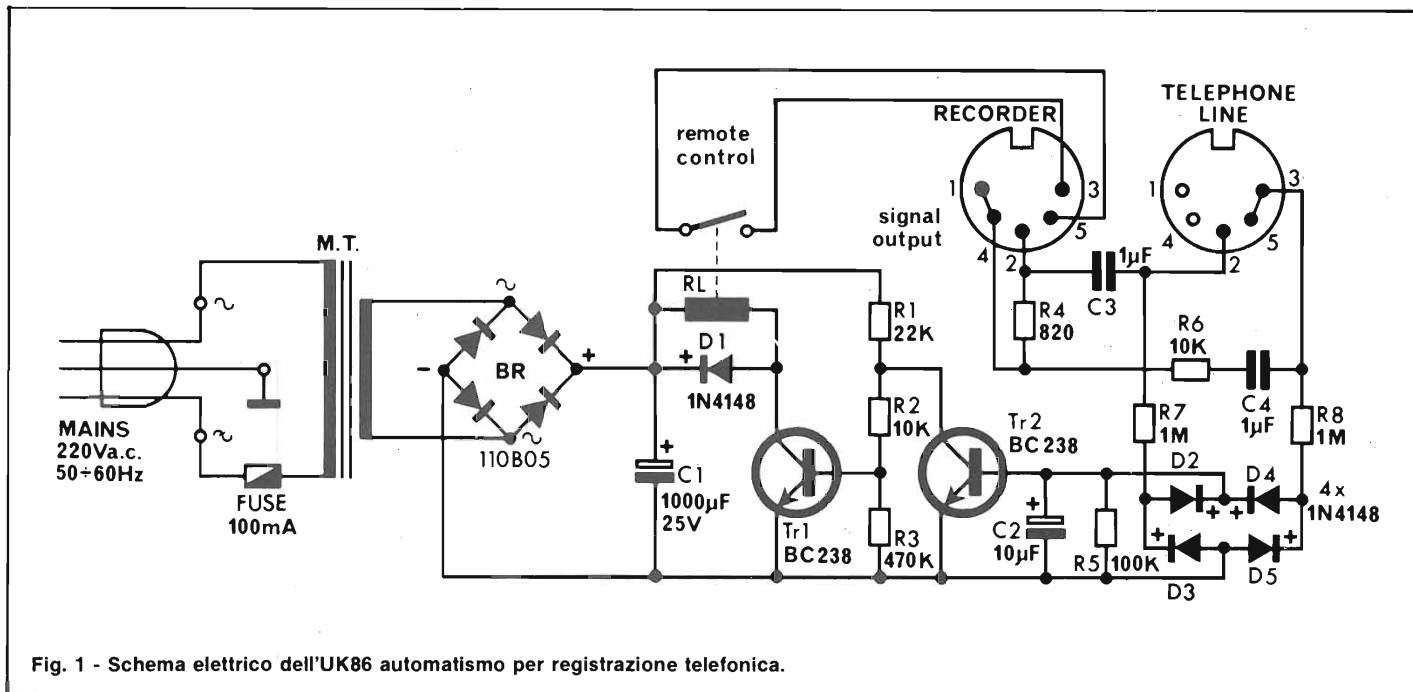 remote
control
RECORDER
TELEPHONE
LINE
1
3
signal
output
4
2
5
1
3
4
2
5
M.T.
~
MAINS
220Va.c.
50÷60Hz
~
FUSE
100mA
~
-
BR
+
~
110B05
RL
+
D1
1N4148
+
C1
1000µF
25V
Tr1
BC238
R1
22K
R2
10K
R3
470K
Tr2
BC238
+
C2
10µF
R5
100K
1µF
C3
R4
820
R6
10K
C4
1µF
R7
1M
R8
1M
D2
D4
+
+
4x
1N4148
+
+
D3
D5
Fig. 1 - Schema elettrico dell'UK86 automatismo per registrazione telefonica.